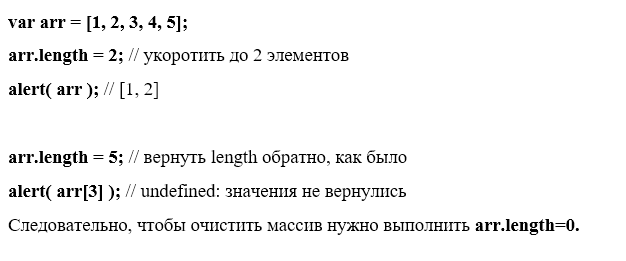 var arr = [1, 2, 3, 4, 5];
arr.length = 2; // укоротить до 2 элементов
alert( arr ); // [1, 2]
arr.length = 5; // вернуть length обратно, как было
alert( arr[3] ); // undefined: значения не вернулись
Следовательно, чтобы очистить массив нужно выполнить arr.length=0.